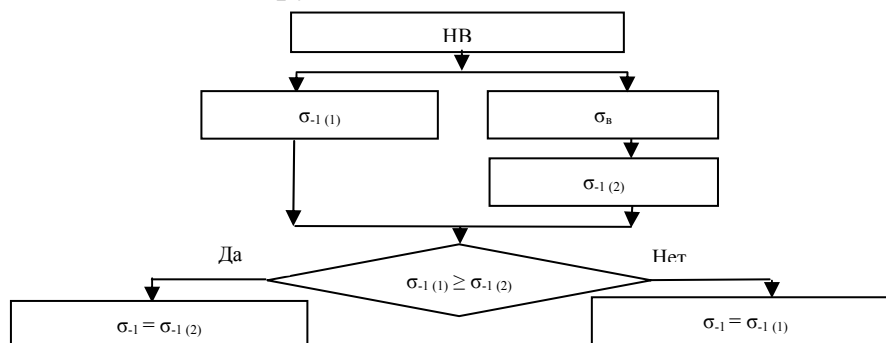 НВ
σ-1 (1)
σв
σ-1 (2)
Да
Нет
σ-1 (1) ≥ σ-1 (2)
σ-1 = σ-1 (2)
σ-1 = σ-1 (1)